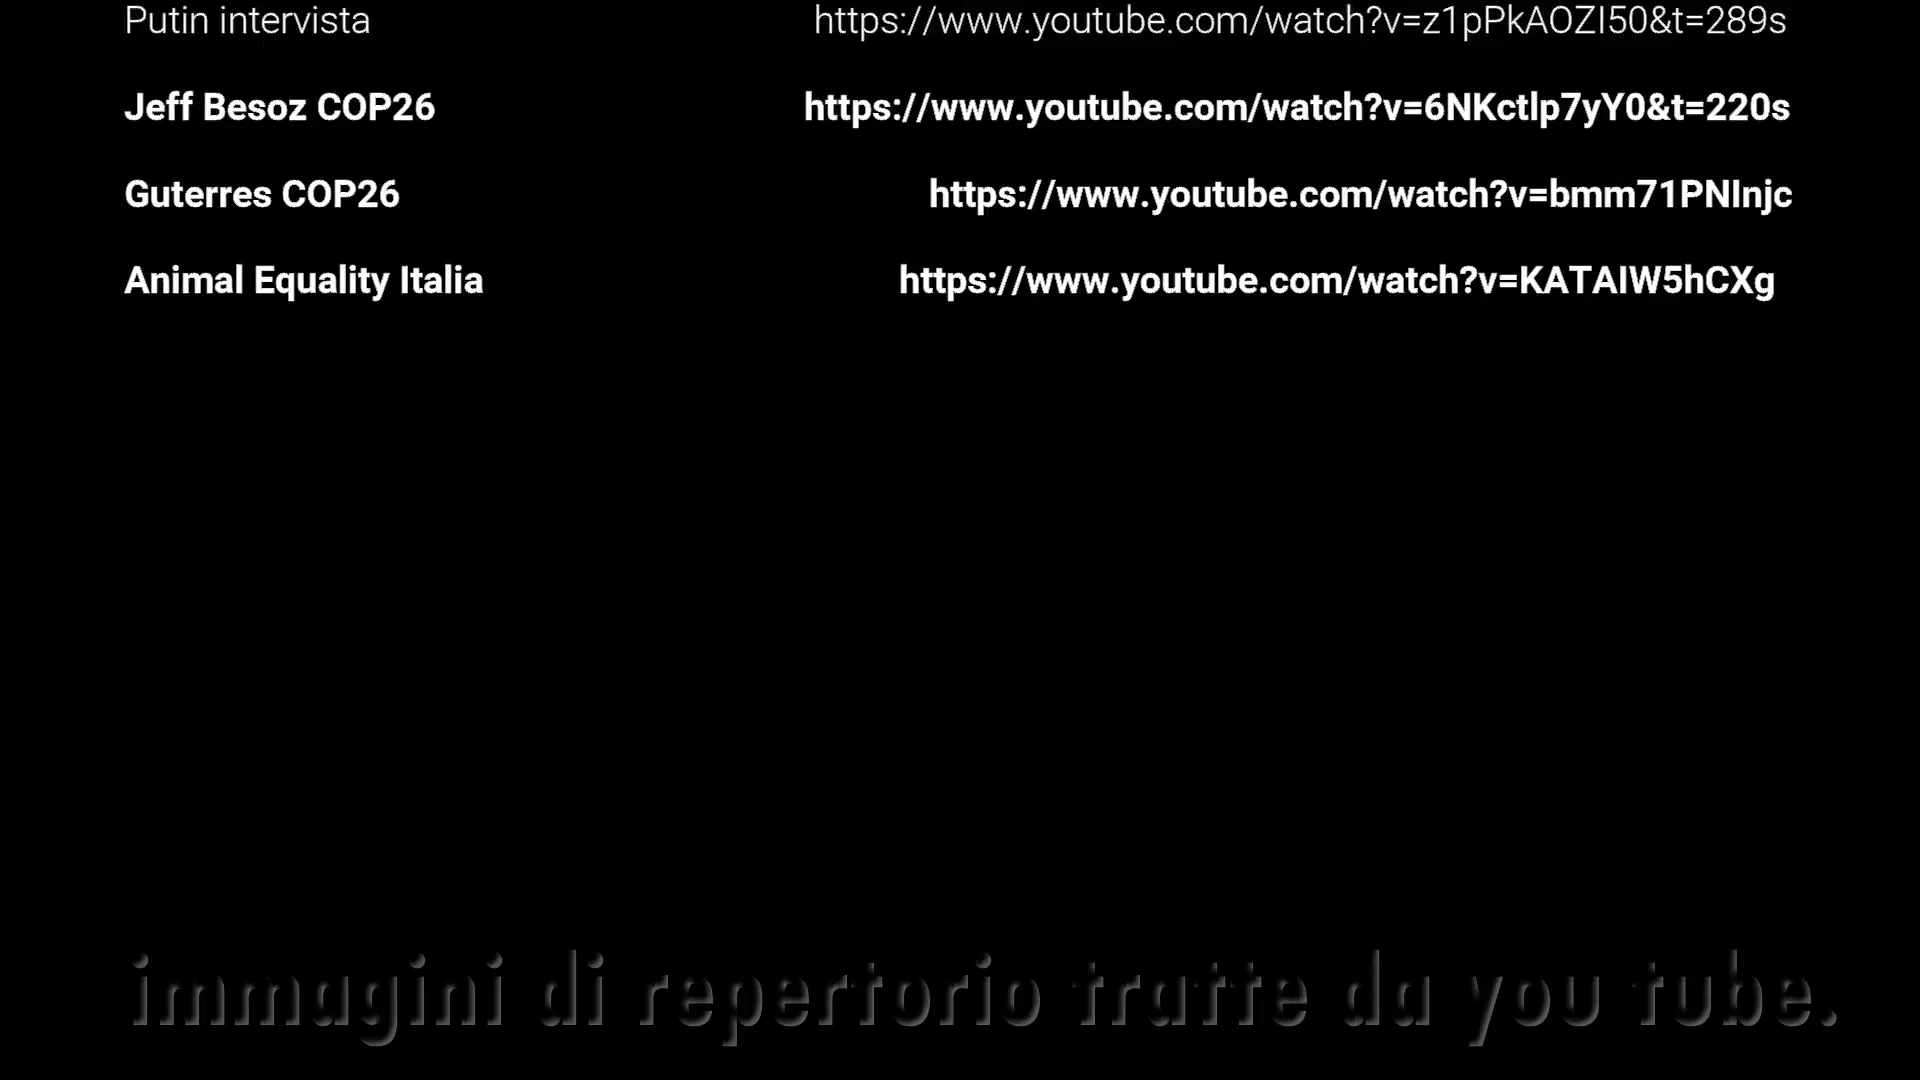 Putin intervista https://www.youtube.com/watch?v=z1pPkAOZI50&t=289s
Jeff Besoz COP26 https://www.youtube.com/watch?v=6NKctlp7yY0&t=220s
Guterres COP26 https://www.youtube.com/watch?v=bmm71PNInjc
Animal Equality Italia https://www.youtube.com/watch?v=KATAIW5hCXg
immagini di repertorio tratte da you tube.